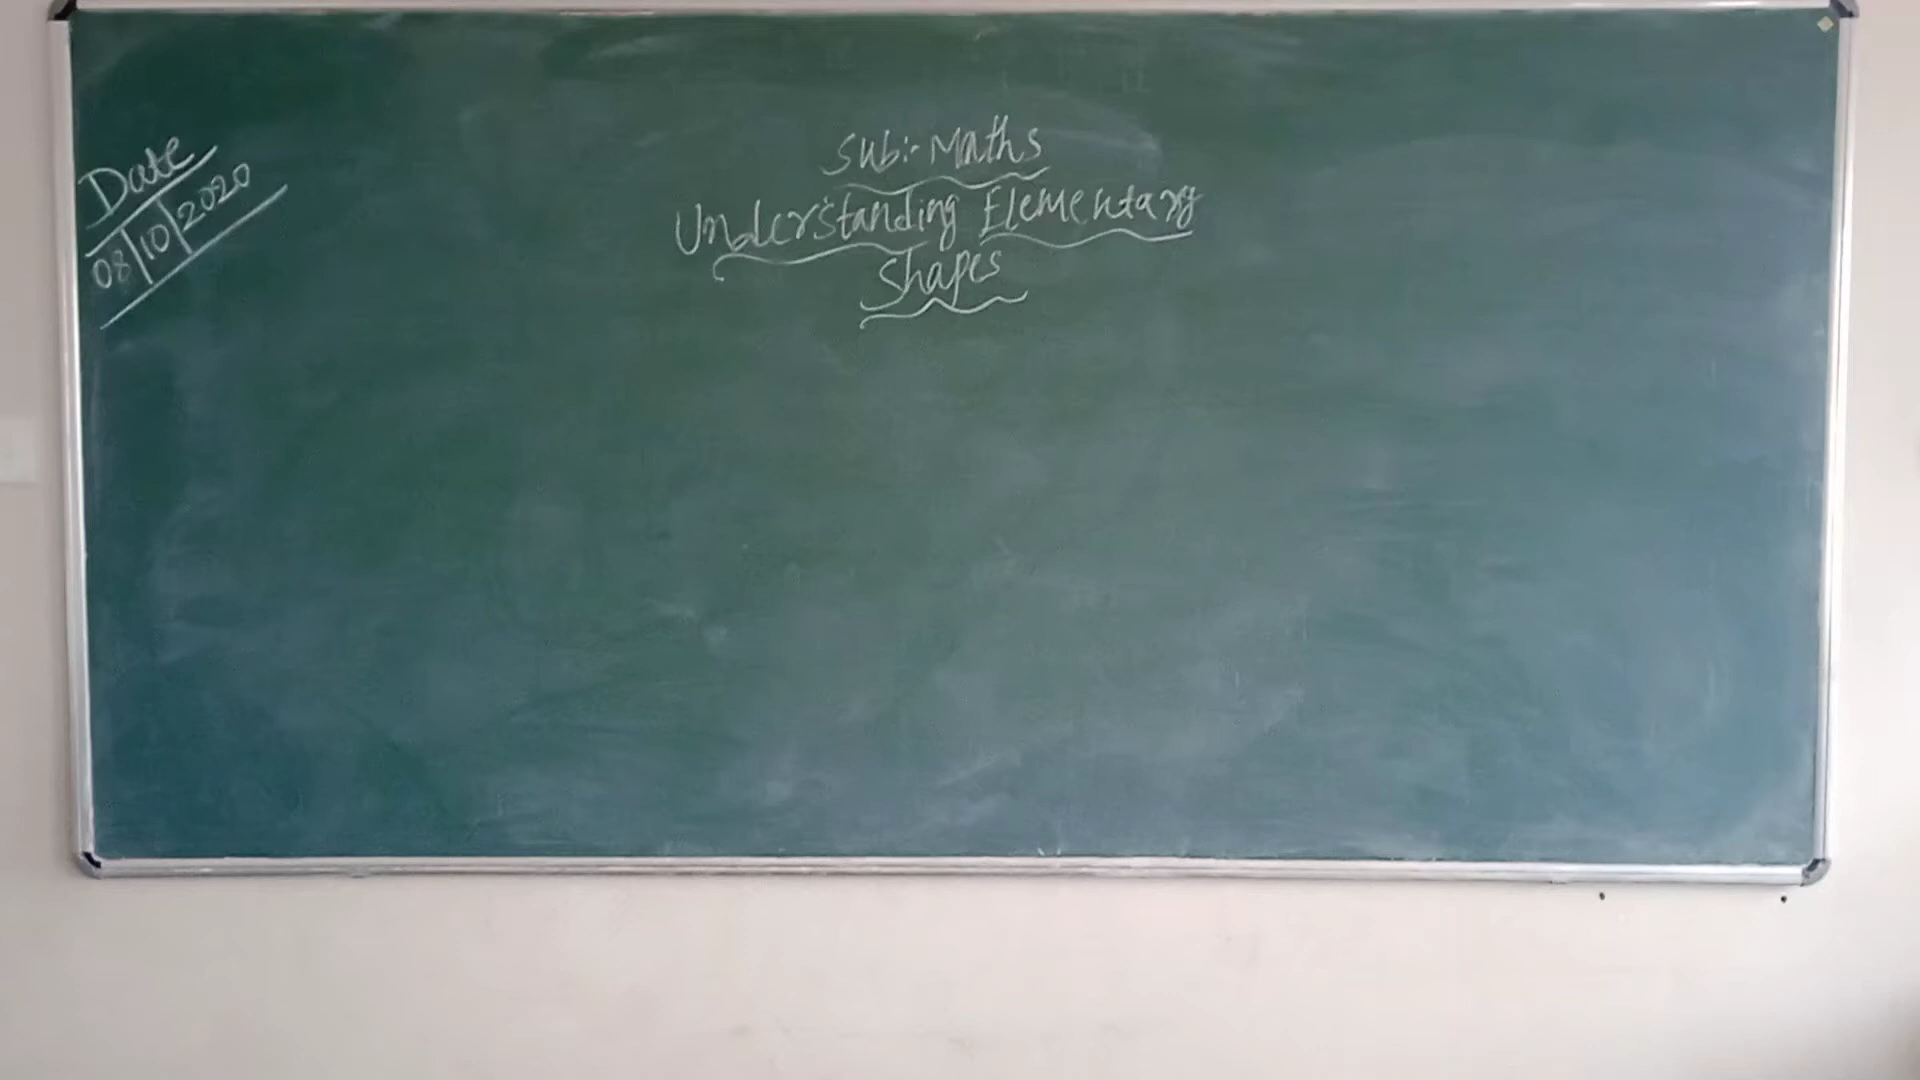 Date
08/10/2020
Sub:- Maths
Understanding Elementary
Shapes